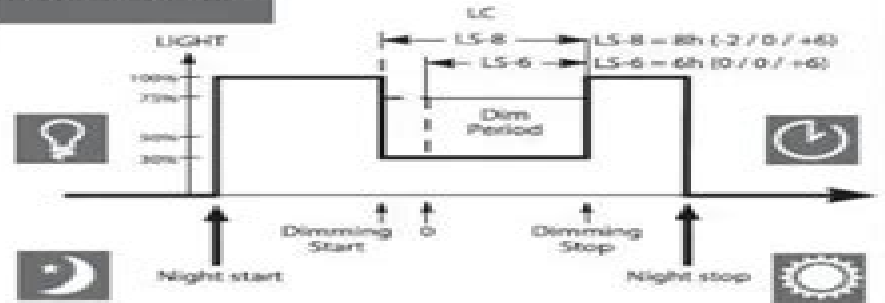 LC
LIGHT
LS-8
LS-8 = 8h (-2 / 0 / +6)
LS-6
LS-6 = 6h (0 / 0 / +6)
100%
75%
Dim
Period
50%
30%
Dimming
Start
0
Dimming
Stop
Night start
Night stop